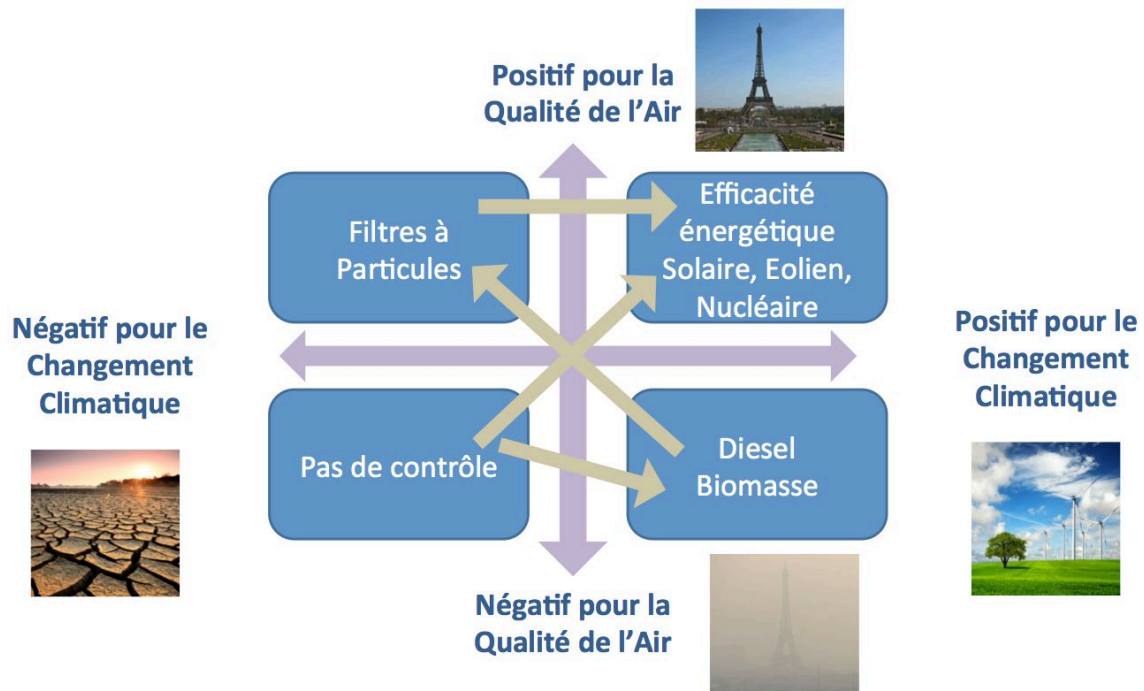 Positif pour la
Qualité de l’Air
Filtres à
Particules
Efficacité
énergétique
Solaire, Eolien,
Nucléaire
Négatif pour le
Changement
Climatique
Positif pour le
Changement
Climatique
Pas de contrôle
Diesel
Biomasse
Négatif pour la
Qualité de l’Air